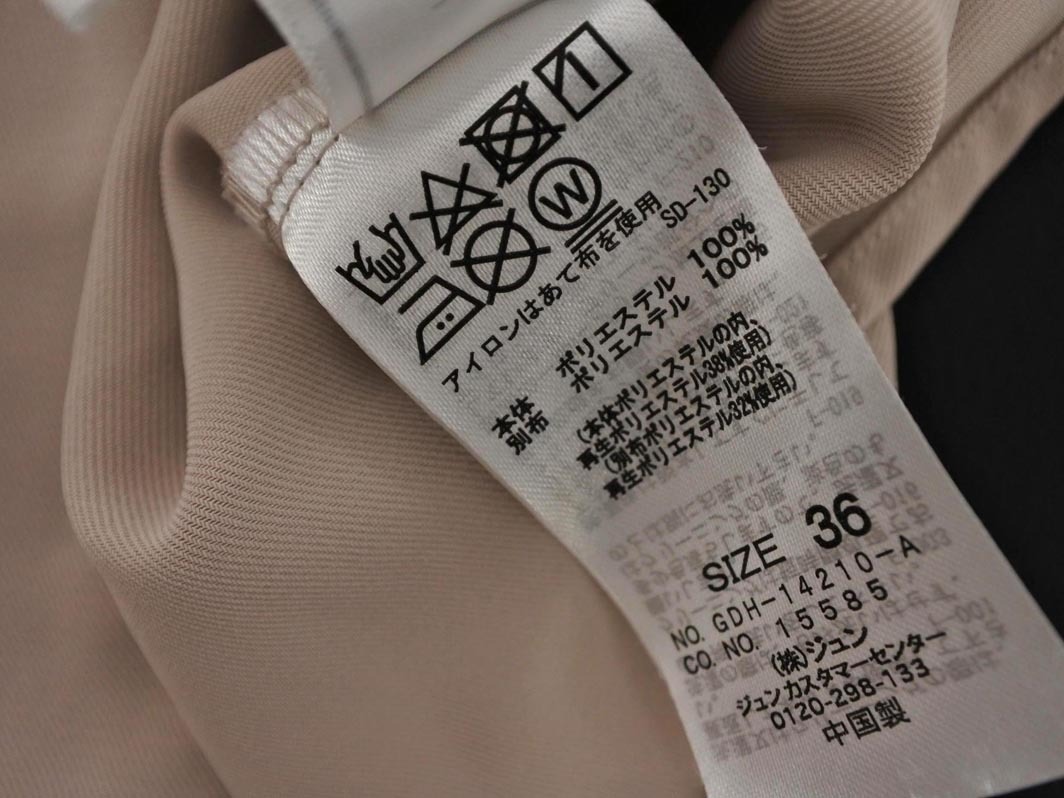 W
アイロンはあて布を使用
SD-130
本体 ポリエステル 100%
別布 ポリエステル 100%
(本体ポリエステルの内、
再生ポリエステル38%使用)
(別布ポリエステルの内、
再生ポリエステル32%使用)
SIZE 36
NO. GDH-14210-A
CO. NO. 15585
(株)ジュン
ジュンカスタマーセンター
0120-298-133
中国製